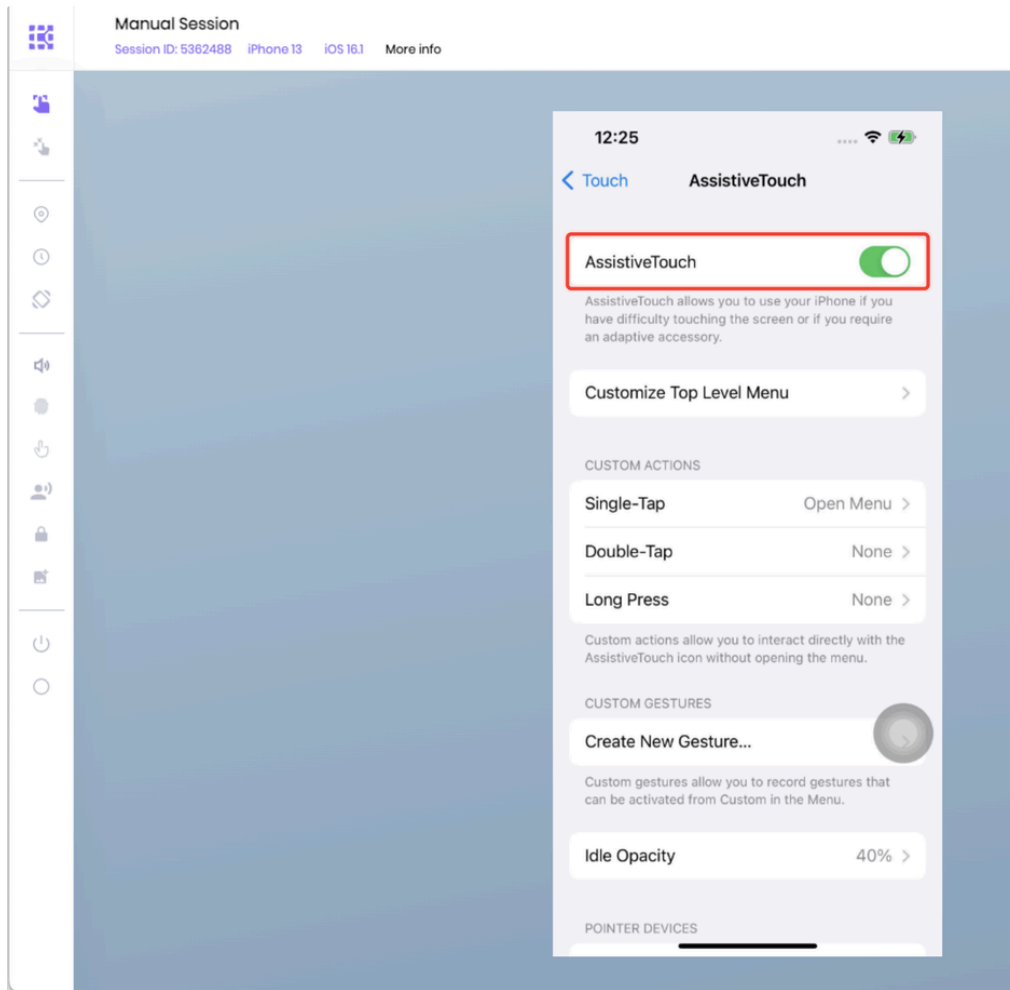 Manual Session
Session ID: 5362488 iPhone 13 iOS 16.1 More info
12:25
Touch AssistiveTouch
AssistiveTouch
AssistiveTouch allows you to use your iPhone if you
have difficulty touching the screen or if you require
an adaptive accessory.
Customize Top Level Menu
CUSTOM ACTIONS
Single-Tap Open Menu
Double-Tap None
Long Press None
Custom actions allow you to interact directly with the
AssistiveTouch icon without opening the menu.
CUSTOM GESTURES
Create New Gesture...
Custom gestures allow you to record gestures that
can be activated from Custom in the Menu.
Idle Opacity 40%
POINTER DEVICES